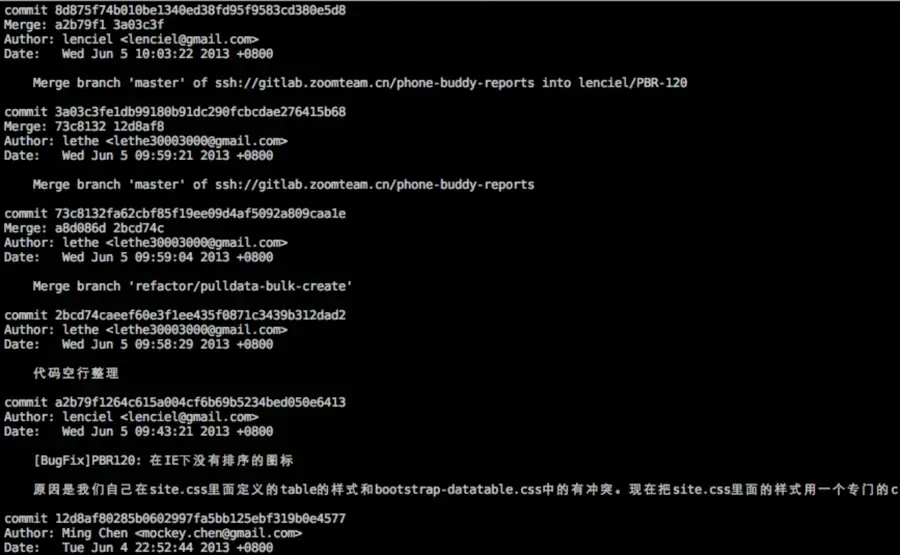 commit 8d875f74b010be1340ed38fd95f9583cd380e5d8
Merge: a2b79f1 3a03c3f
Author: lenciel <lenciel@gmail.com>
Date:   Wed Jun 5 10:03:22 2013 +0800
Merge branch 'master' of ssh://gitlab.zoomteam.cn/phone-buddy-reports into lenciel/PBR-120
commit 3a03c3fe1db99180b91dc290fcbcdae276415b68
Merge: 73c8132 12d8af8
Author: lethe <lethe30003000@gmail.com>
Date:   Wed Jun 5 09:59:21 2013 +0800
Merge branch 'master' of ssh://gitlab.zoomteam.cn/phone-buddy-reports
commit 73c8132fa62cbf85f19ee09d4af5092a809caa1e
Merge: a8d086d 2bcd74c
Author: lethe <lethe30003000@gmail.com>
Date:   Wed Jun 5 09:59:04 2013 +0800
Merge branch 'refactor/pulldata-bulk-create'
commit 2bcd74caeef60e3f1ee435f0871c3439b312dad2
Author: lethe <lethe30003000@gmail.com>
Date:   Wed Jun 5 09:58:29 2013 +0800
代码空行整理
commit a2b79f1264c615a004cf6b69b5234bed050e6413
Author: lenciel <lenciel@gmail.com>
Date:   Wed Jun 5 09:43:21 2013 +0800
[BugFix]PBR120: 在IE下没有排序的图标
原因是我们自己在site.css里面定义的table的样式和bootstrap-datatable.css中的有冲突。现在把site.css里面的样式用一个专门的c
commit 12d8af80285b0602997fa5bb125ebf319b0e4577
Author: Ming Chen <mockey.chen@gmail.com>
Date:   Tue Jun 4 22:52:44 2013 +0800